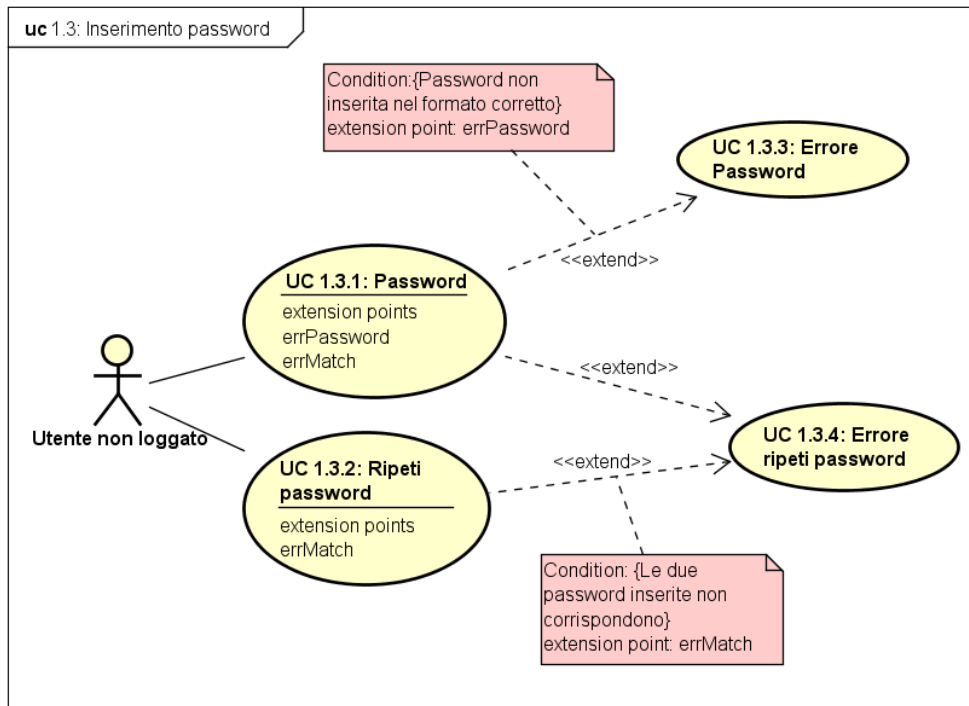 uc 1.3: Inserimento password
Condition:{Password non
inserita nel formato corretto}
extension point: errPassword
UC 1.3.3: Errore
Password
<<extend>>
UC 1.3.1: Password
extension points
errPassword
errMatch
<<extend>>
Utente non loggato
UC 1.3.4: Errore
ripeti password
<<extend>>
UC 1.3.2: Ripeti
password
extension points
errMatch
Condition: {Le due
password inserite non
corrispondono}
extension point: errMatch